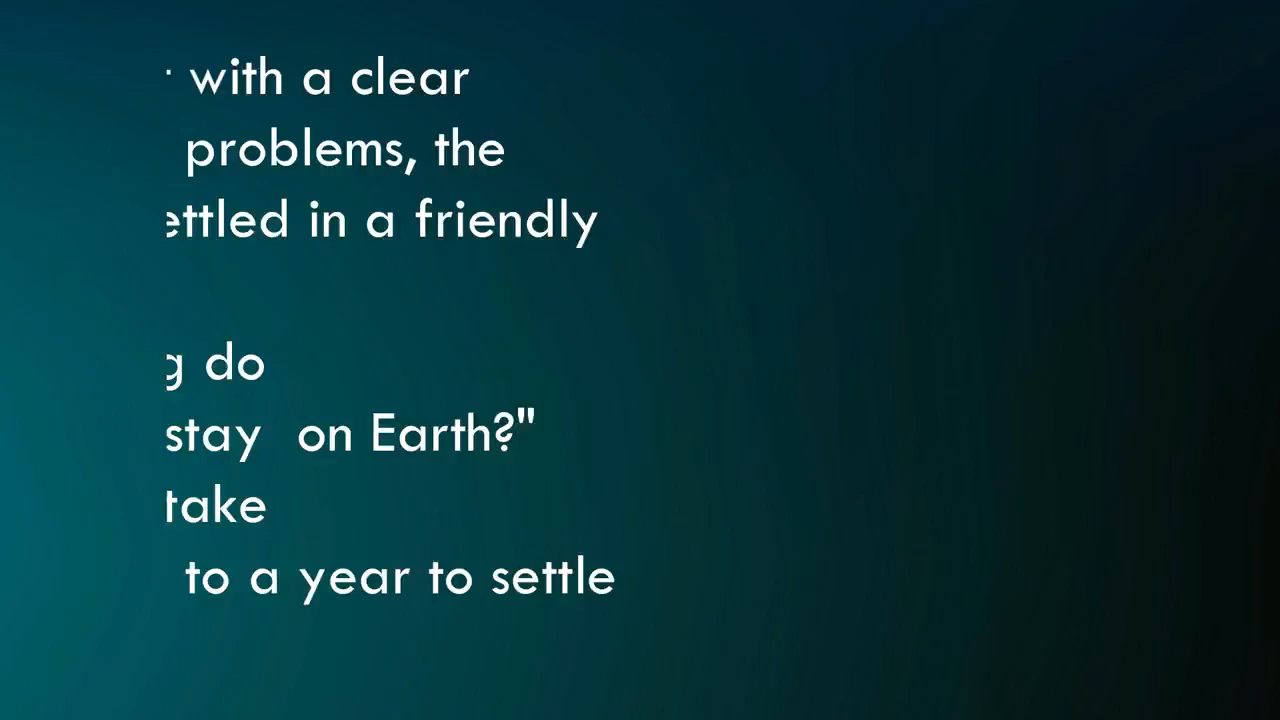 with a clear
problems, the
ettled in a friendly
g do
stay on Earth?"
take
to a year to settle